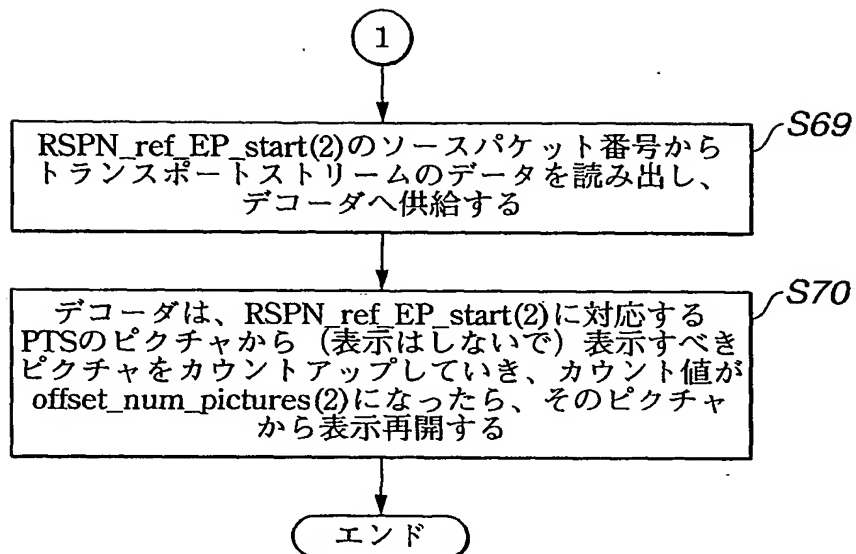 1
RSPN_ref_EP_start(2)のソースパケット番号から
トランスポートストリームのデータを読み出し、
デコーダへ供給する
S69
デコーダは、RSPN_ref_EP_start(2)に対応する
PTSのピクチャから（表示はしないで）表示すべき
ピクチャをカウントアップしていき、カウント値が
offset_num_pictures(2)になったら、そのピクチャ
から表示再開する
S70
エンド